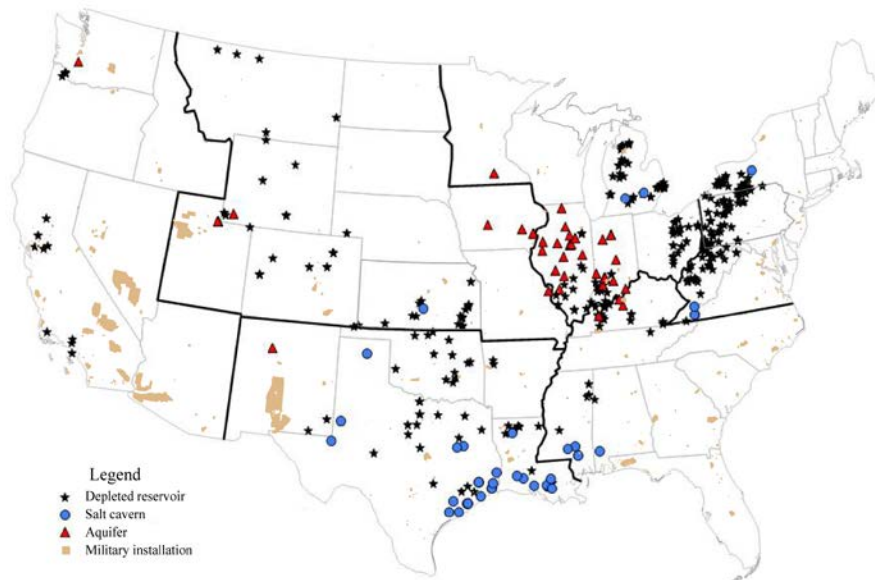 Legend
Depleted reservoir
Salt cavern
Aquifer
Military installation